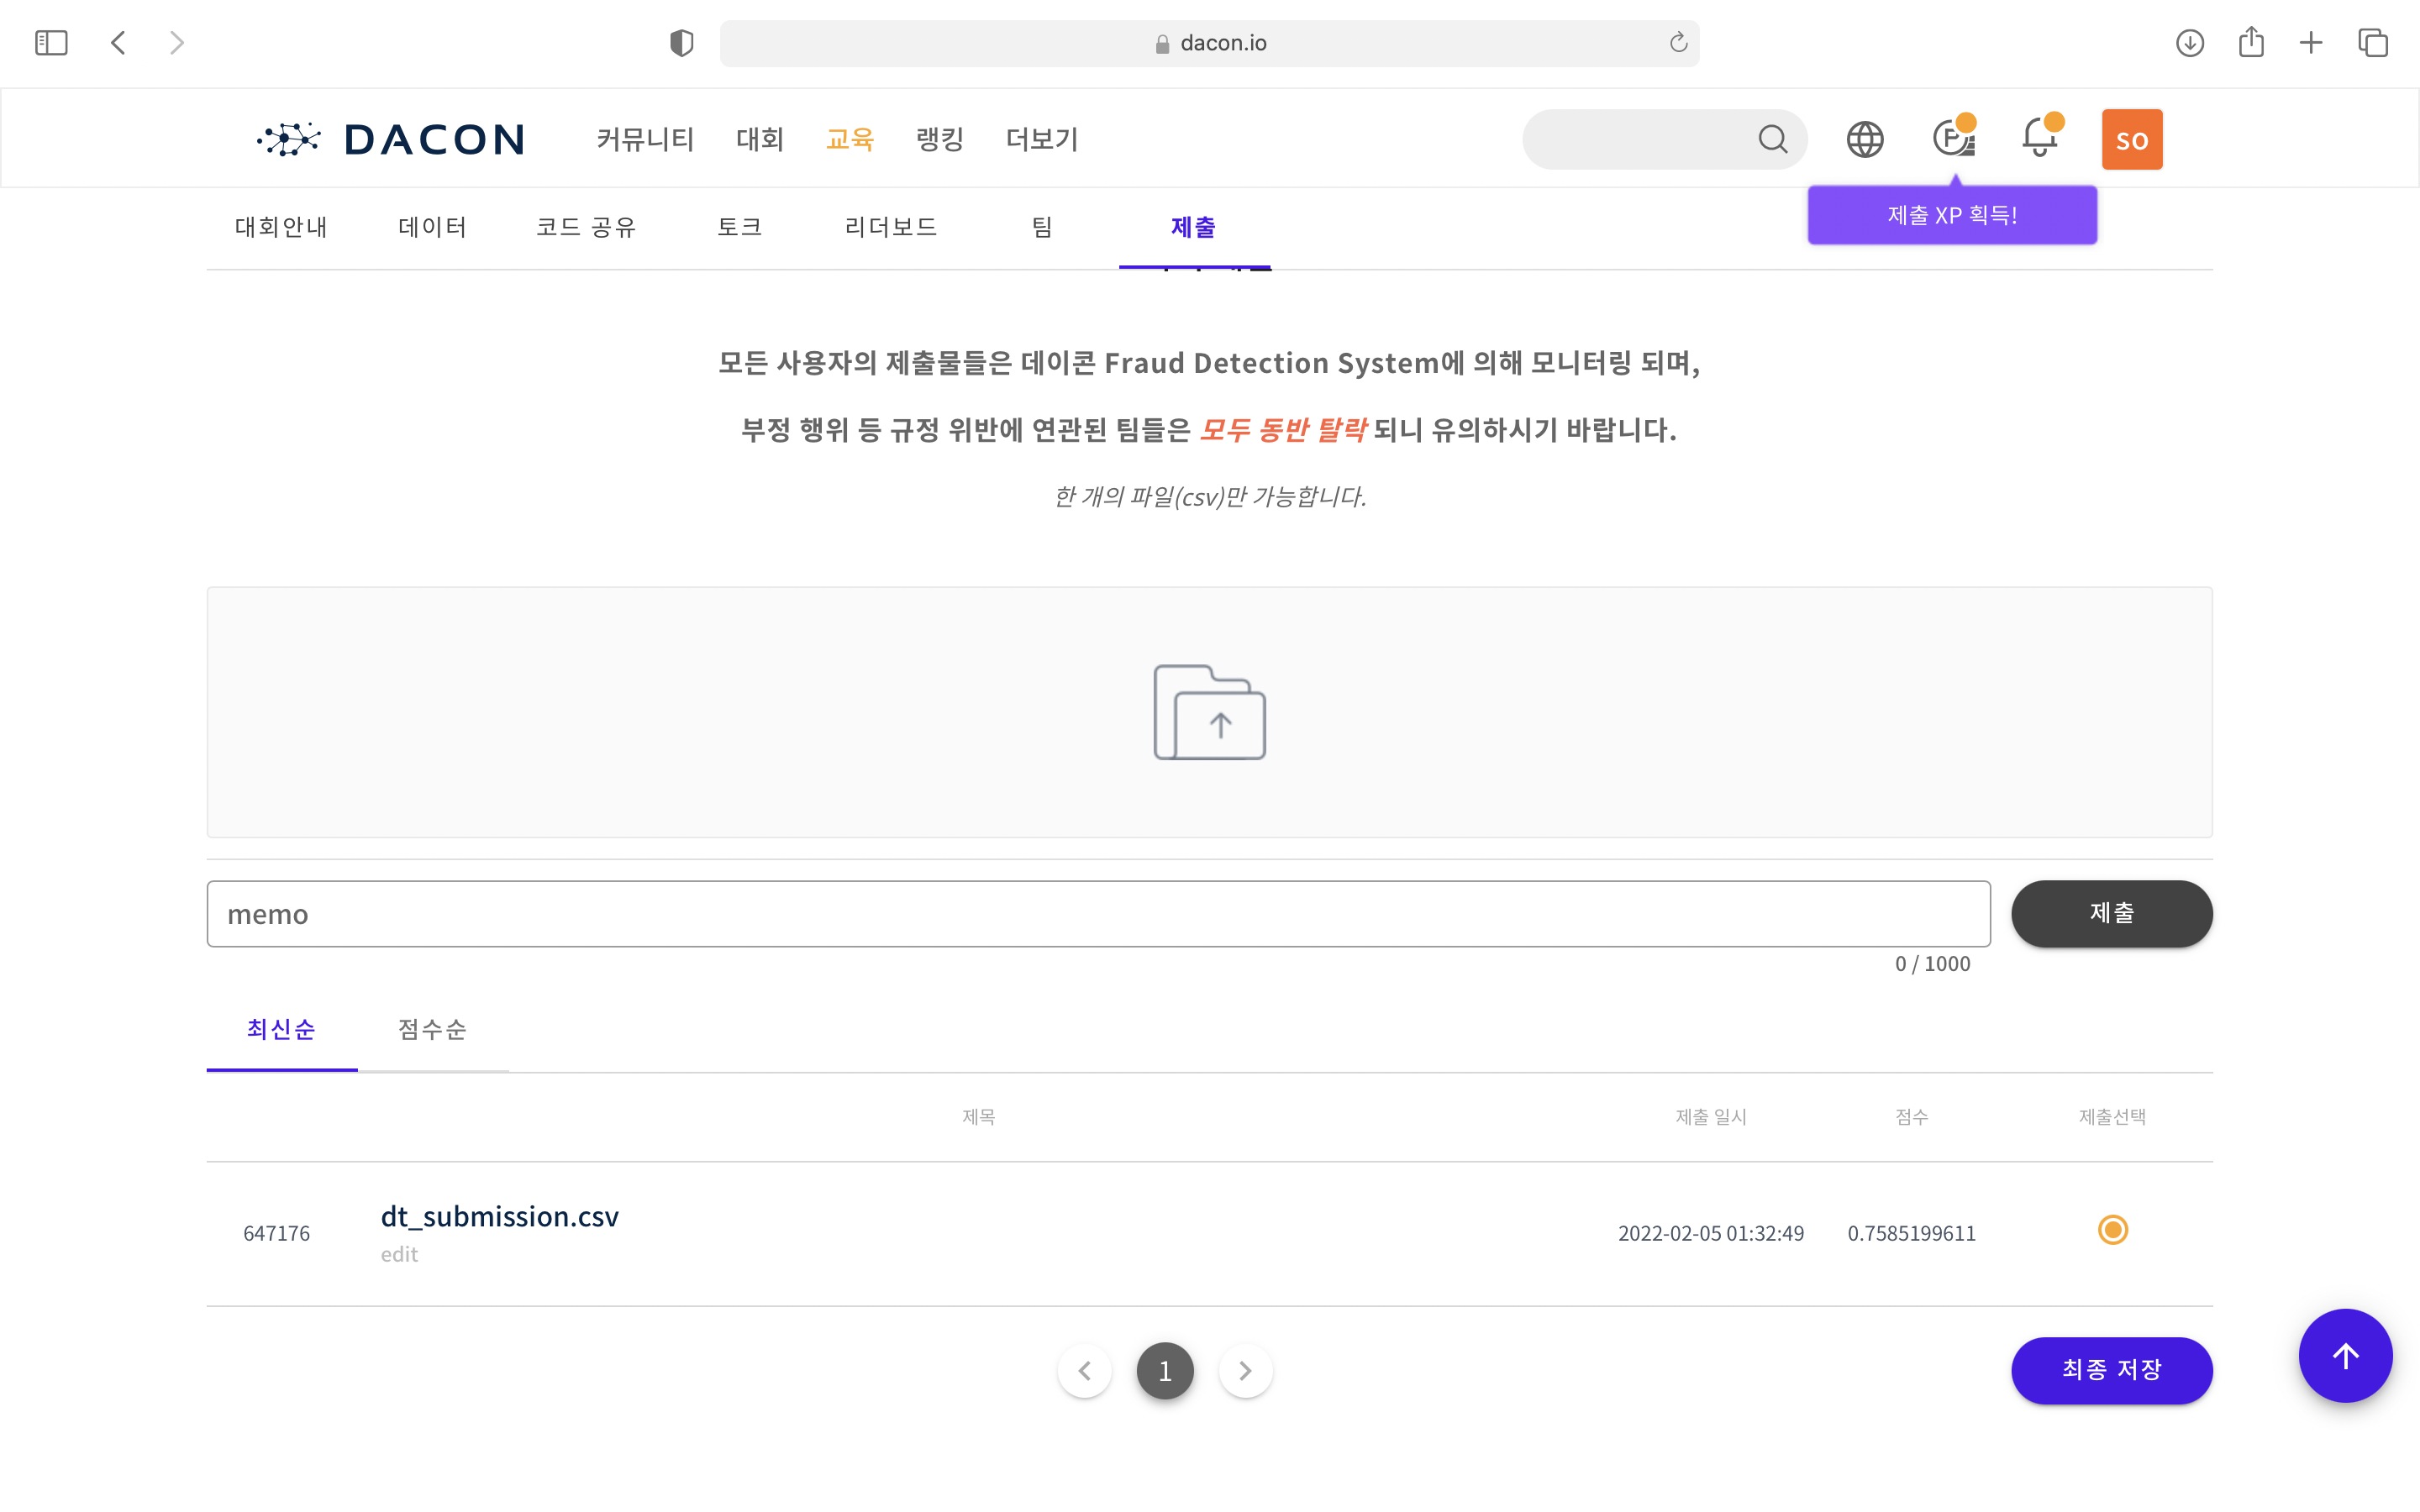 dacon.io
DACON 커뮤니티 대회 교육 랭킹 더보기 SO
제출 XP 획득!
대회안내 데이터 코드 공유 토크 리더보드 팀 제출
모든 사용자의 제출물들은 데이콘 Fraud Detection System에 의해 모니터링 되며,
부정 행위 등 규정 위반에 연관된 팀들은 모두 동반 탈락 되니 유의하시기 바랍니다.
한 개의 파일(csv)만 가능합니다.
memo 제출
0 / 1000
최신순 점수순
제목 제출 일시 점수 제출선택
647176 dt_submission.csv 2022-02-05 01:32:49 0.7585199611
edit
1 최종 저장